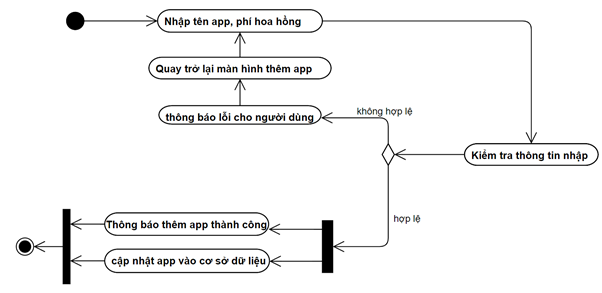 Nhập tên app, phí hoa hồng
Quay trở lại màn hình thêm app
thông báo lỗi cho người dùng
không hợp lệ
Kiểm tra thông tin nhập
hợp lệ
Thông báo thêm app thành công
cập nhật app vào cơ sở dữ liệu